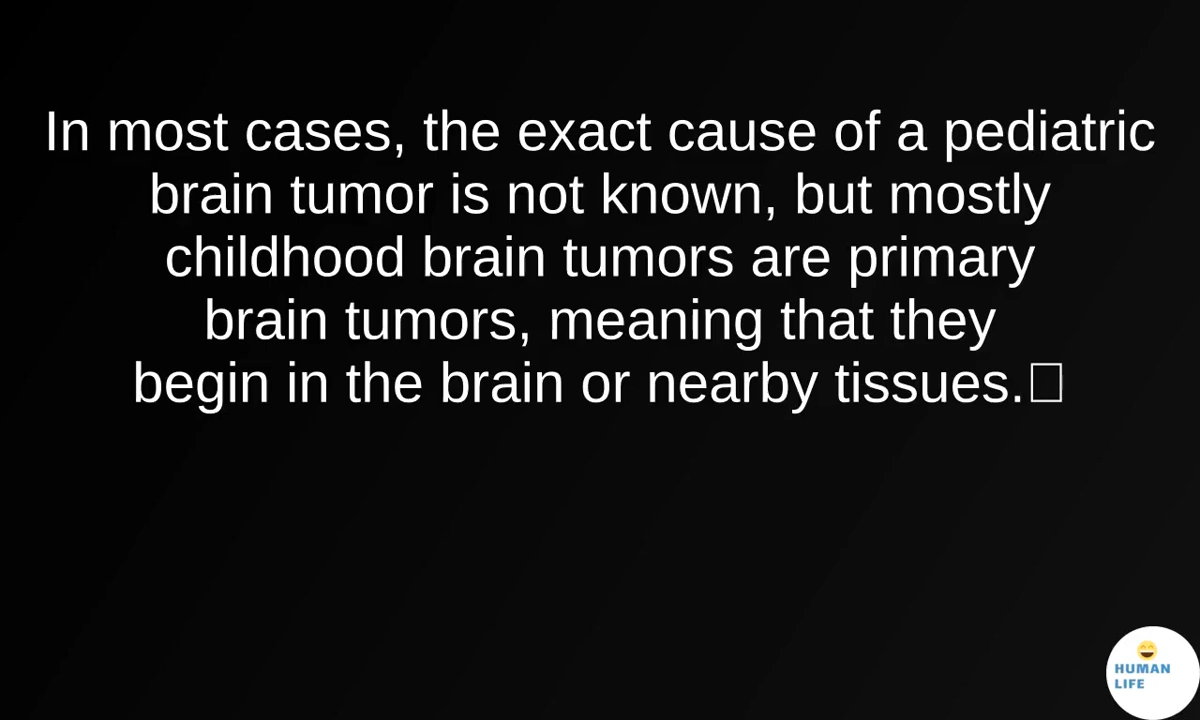 In most cases, the exact cause of a pediatric
brain tumor is not known, but mostly
childhood brain tumors are primary
brain tumors, meaning that they
begin in the brain or nearby tissues.
HUMAN
LIFE